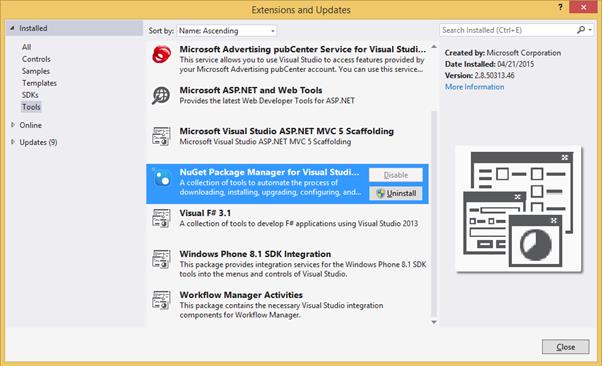 Extensions and Updates
Installed
All
Controls
Samples
Templates
SDKs
Tools
Online
Updates (9)
Sort by: Name: Ascending
Microsoft Advertising pubCenter Service for Visual Studi...
This service allows you to use Visual Studio to access features provided by
your Microsoft Advertising pubCenter account. You can use this service...
Microsoft ASP.NET and Web Tools
Provides the latest Web Developer Tools for ASP.NET
Microsoft Visual Studio ASP.NET MVC 5 Scaffolding
Microsoft Visual Studio ASP.NET MVC 5 Scaffolding
NuGet Package Manager for Visual Studi...
A collection of tools to automate the process of
downloading, installing, upgrading, configuring, and...
Disable
Uninstall
Visual F# 3.1
A collection of tools to develop F# applications using Visual Studio 2013
Windows Phone 8.1 SDK Integration
This package provides integration services for the Windows Phone 8.1 SDK
tools into the menus and controls of Visual Studio.
Workflow Manager Activities
This package contains the necessary Visual Studio integration
components for Workflow Manager.
Search Installed (Ctrl+E)
Created by: Microsoft Corporation
Date Installed: 04/21/2015
Version: 2.8.50313.46
More Information
Close